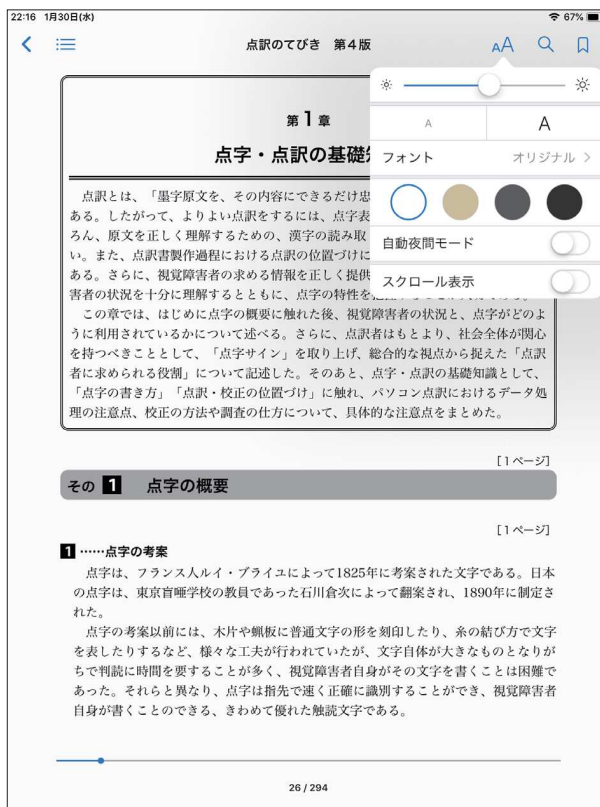 22:16 1月30日(水)
67%
点訳のてびき 第4版
AA
第1章
点字・点訳の基礎
点訳とは、「墨字原文を、その内容にできるだけ忠
ある。したがって、よりよい点訳をするには、点字表
ろん、原文を正しく理解するための、漢字の読み取
い。また、点訳書製作過程における点訳の位置づけに
ある。さらに、視覚障害者の求める情報を正しく提供
害者の状況を十分に理解するとともに、点字の特性を
この章では、はじめに点字の概要に触れた後、視覚障害者の状況と、点字がどのよ
うに利用されているかについて述べる。さらに、点訳者はもとより、社会全体が関心
を持つべきこととして、「点字サイン」を取り上げ、総合的な視点から捉えた「点訳
者に求められる役割」について記述した。そのあと、点字・点訳の基礎知識として、
「点字の書き方」「点訳・校正の位置づけ」に触れ、パソコン点訳におけるデータ処
理の注意点、校正の方法や調査の仕方について、具体的な注意点をまとめた。
A A
フォント オリジナル >
自動夜間モード
スクロール表示
[1ページ]
その 1 点字の概要
[1ページ]
1 ……点字の考案
点字は、フランス人ルイ・ブライユによって1825年に考案された文字である。日本
の点字は、東京盲唖学校の教員であった石川倉次によって翻案され、1890年に制定さ
れた。
点字の考案以前には、木片や蝋板に普通文字の形を刻印したり、糸の結び方で文字
を表したりするなど、様々な工夫が行われていたが、文字自体が大きなものとなりが
ちで判読に時間を要することが多く、視覚障害者自身がその文字を書くことは困難で
あった。それらと異なり、点字は指先で速く正確に識別することができ、視覚障害者
自身が書くことのできる、きわめて優れた触読文字である。
26 / 294